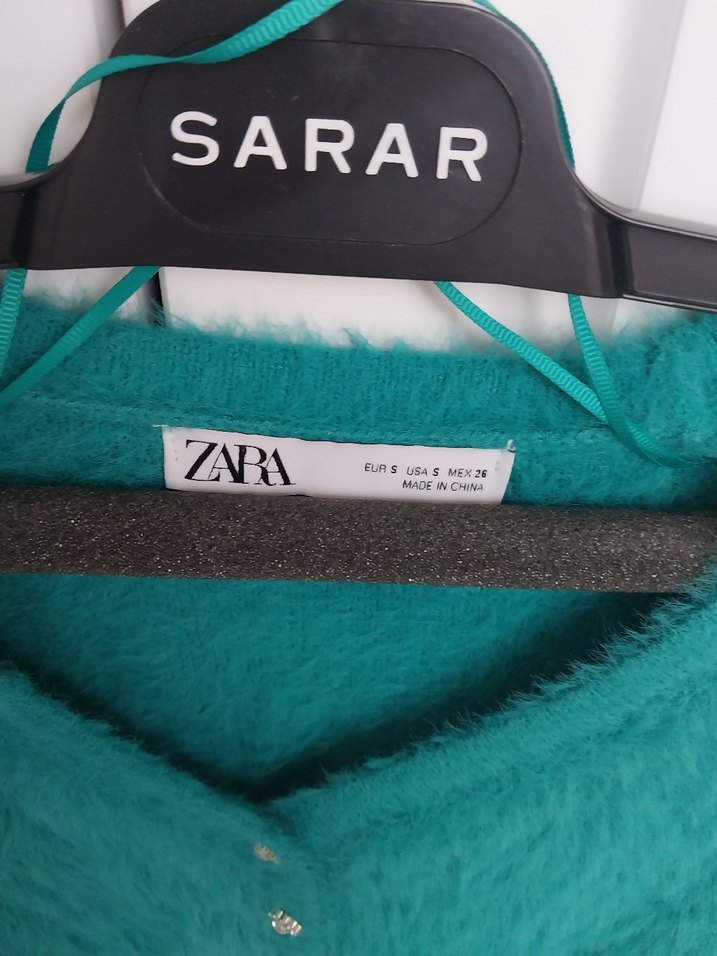 SARAR
ZARA
EUR S USA S MEX 26
MADE IN CHINA